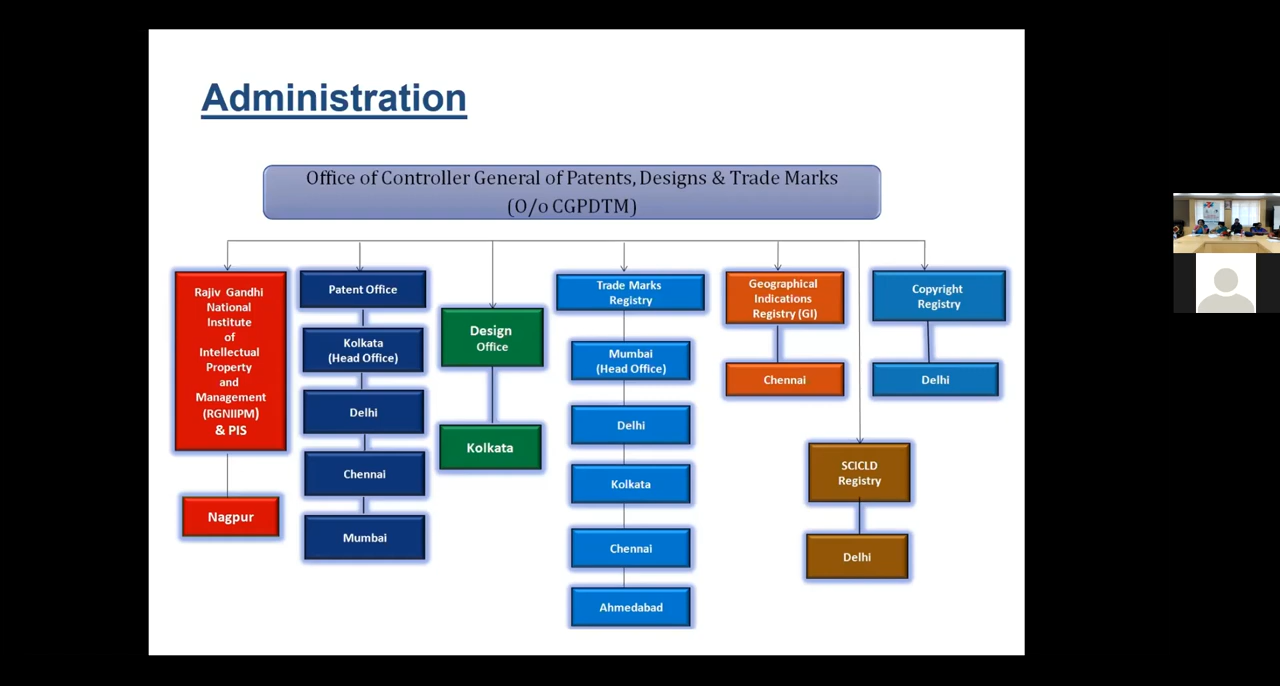 Administration
Office of Controller General of Patents, Designs & Trade Marks
(O/o CGPDTM)
Rajiv Gandhi
National
Institute
of
Intellectual
Property
and
Management
(RGNIIPM)
& PIS
Nagpur
Patent Office
Kolkata
(Head Office)
Delhi
Chennai
Mumbai
Design
Office
Kolkata
Trade Marks
Registry
Mumbai
(Head Office)
Delhi
Kolkata
Chennai
Ahmedabad
Geographical
Indications
Registry (GI)
Chennai
SCICLD
Registry
Delhi
Copyright
Registry
Delhi